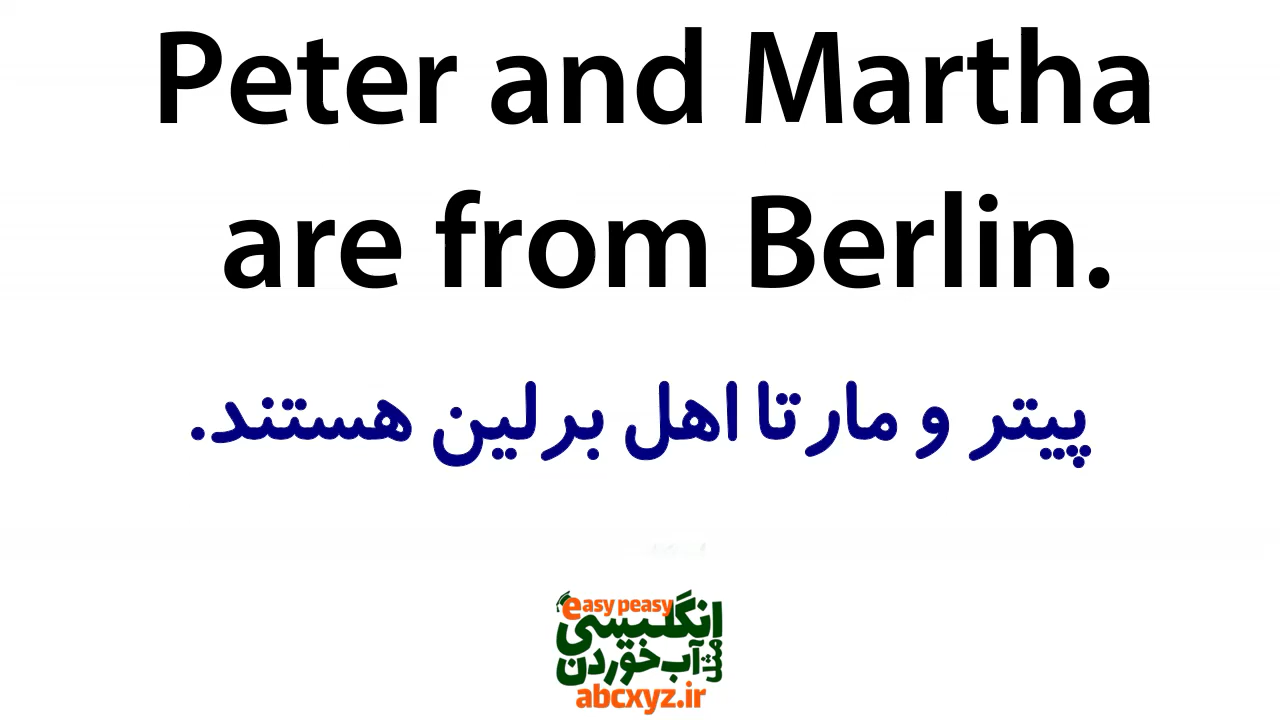 Peter and Martha
are from Berlin.
پیتر و مارتا اهل برلین هستند.
easy peasy
انگلیسی
مثل آب خوردن
abcxyz.ir